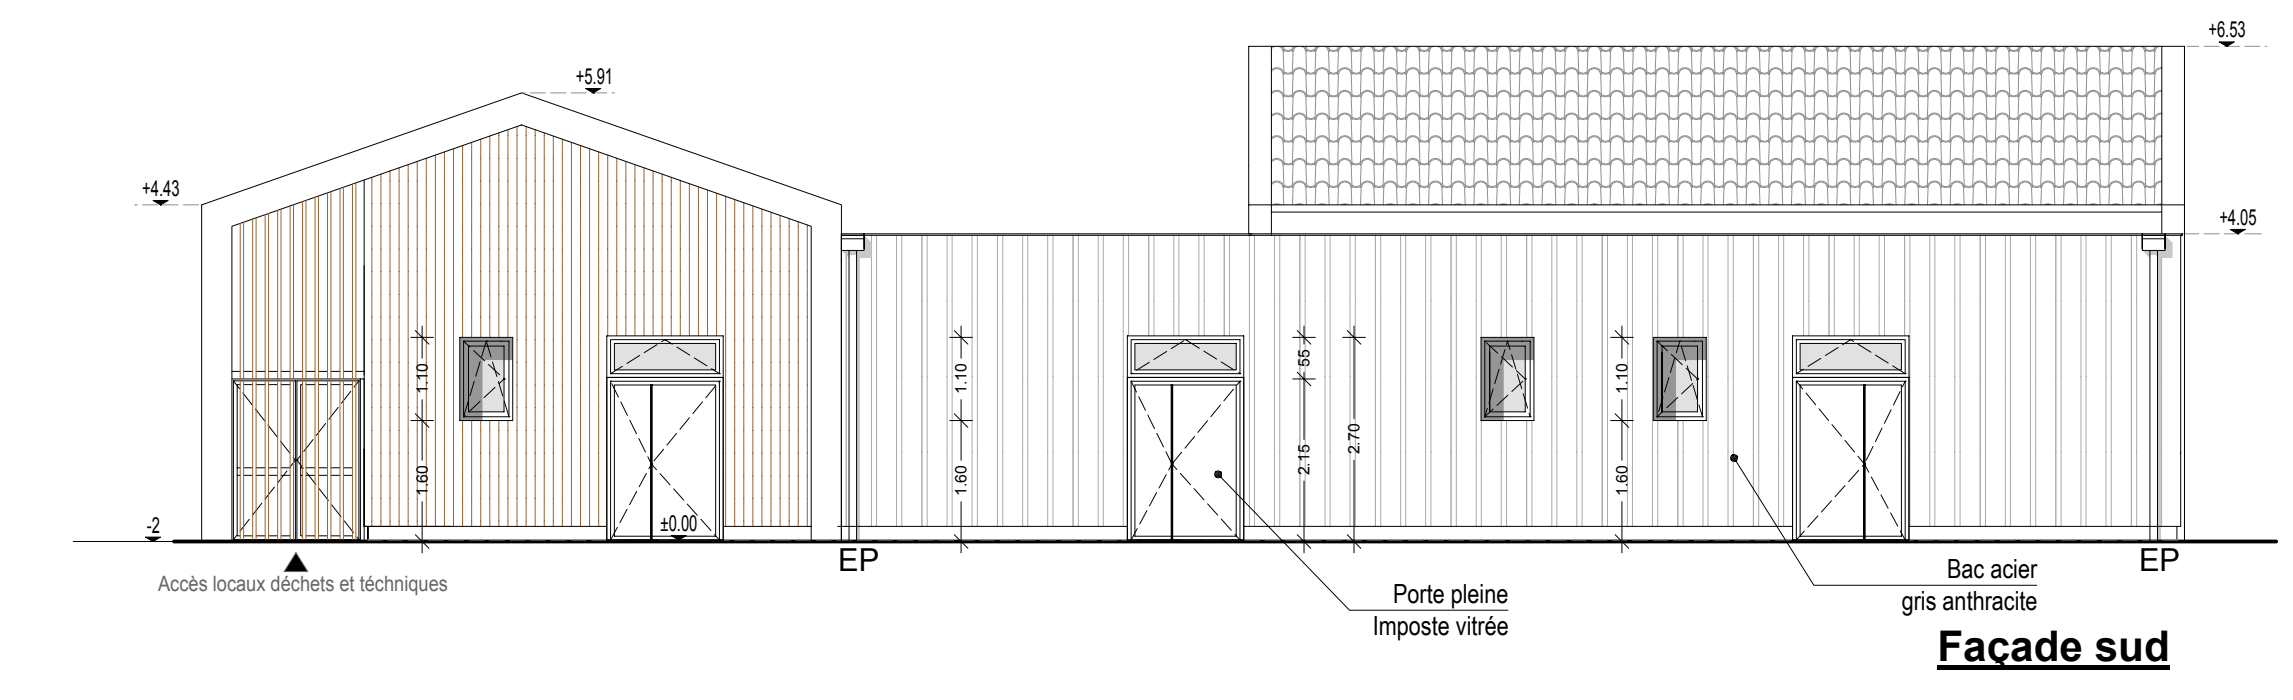 +6.53
+5.91
+4.43
+4.05
1.10
1.60
1.10
1.60
55
2.15
2.70
1.10
1.60
-2
±0.00
EP
EP
Accès locaux déchets et téchniques
Porte pleine
Imposte vitrée
Bac acier
gris anthracite
Façade sud